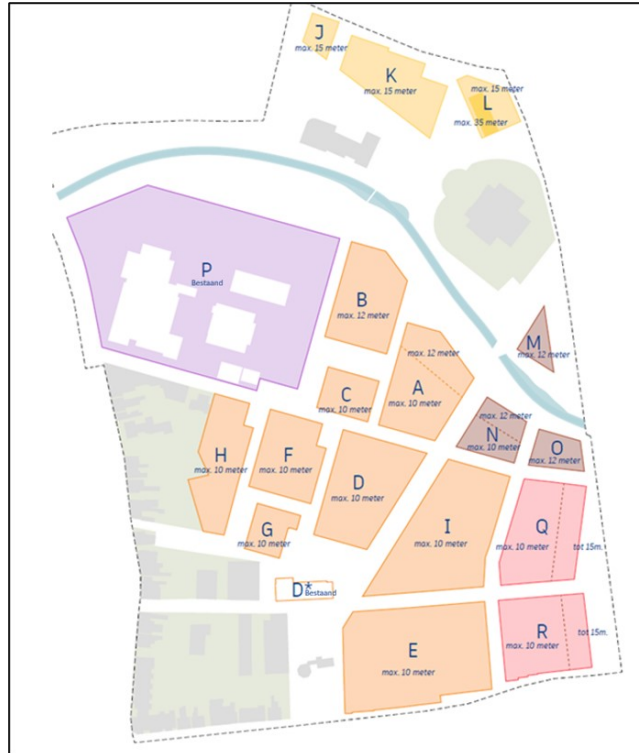 J
max. 15 meter
K
max. 15 meter
max. 15 meter
L
max. 35 meter
P
Bestaand
B
max. 12 meter
M
max. 12 meter
max. 12 meter
A
max. 10 meter
C
max. 10 meter
max. 12 meter
N
max. 10 meter
O
max. 12 meter
H
max. 10 meter
F
max. 10 meter
D
max. 10 meter
I
max. 10 meter
Q
max. 10 meter
tot 15m.
G
max. 10 meter
D*
Bestaand
E
max. 10 meter
R
max. 10 meter
tot 15m.